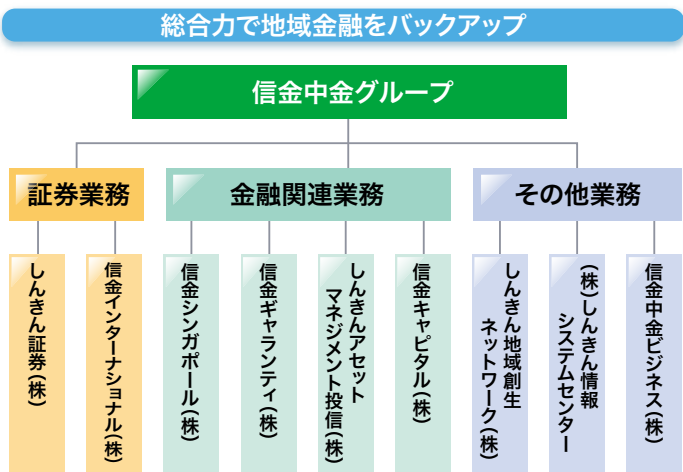 総合力で地域金融をバックアップ
信金中金グループ
証券業務
金融関連業務
その他業務
しんきん証券(株)
信金インターナショナル(株)
信金シンガポール(株)
信金ギャランティ(株)
しんきんアセット
マネジメント投信(株)
信金キャピタル(株)
しんきん地域創生
ネットワーク(株)
(株)しんきん情報
システムセンター
信金中金ビジネス(株)